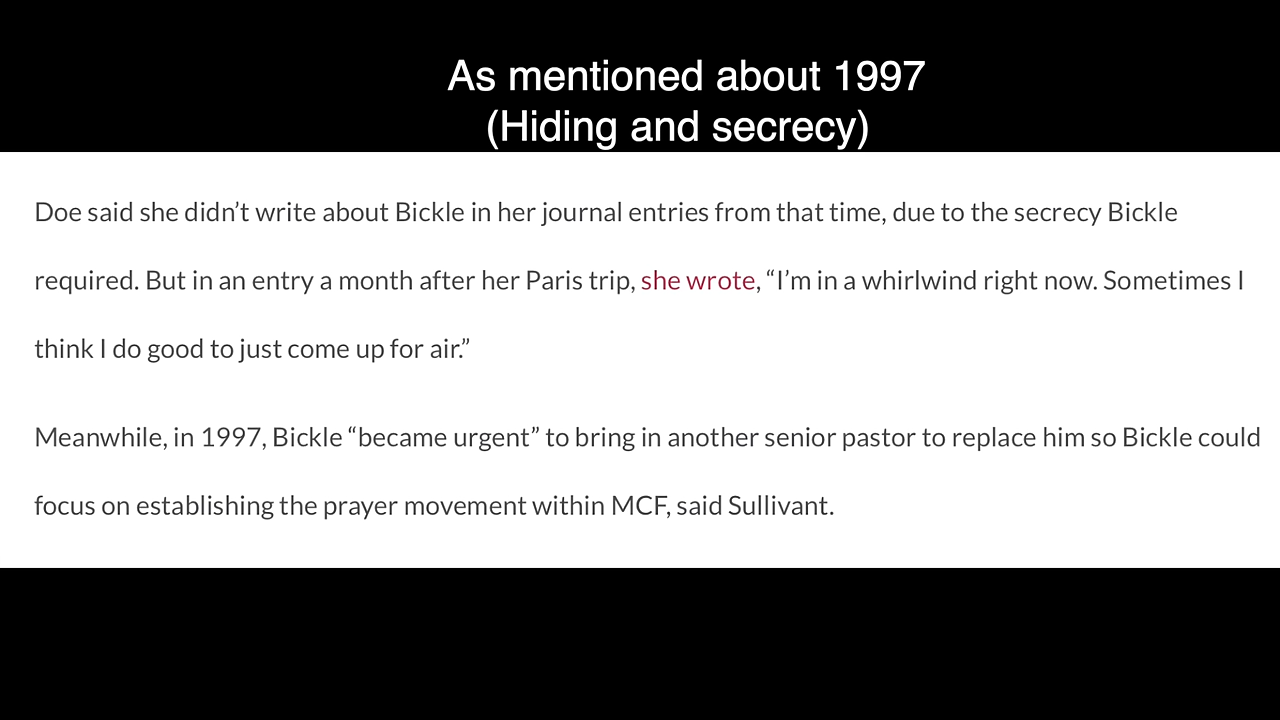 As mentioned about 1997
(Hiding and secrecy)
Doe said she didn’t write about Bickle in her journal entries from that time, due to the secrecy Bickle
required. But in an entry a month after her Paris trip, she wrote, “I’m in a whirlwind right now. Sometimes I
think I do good to just come up for air.”
Meanwhile, in 1997, Bickle “became urgent” to bring in another senior pastor to replace him so Bickle could
focus on establishing the prayer movement within MCF, said Sullivant.